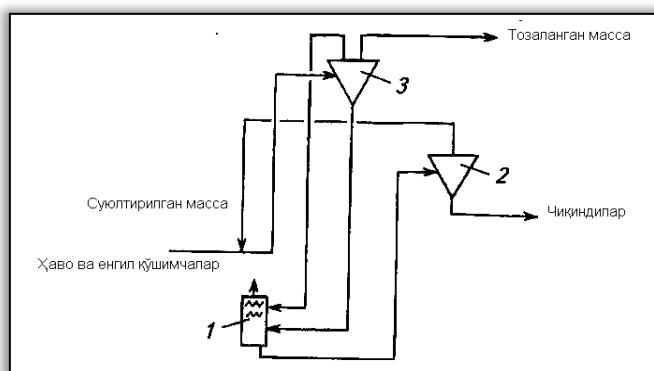 Тозаланган масса
3
2
Суюлтирилган масса
Чиқиндилар
Ҳаво ва енгил қўшимчалар
1